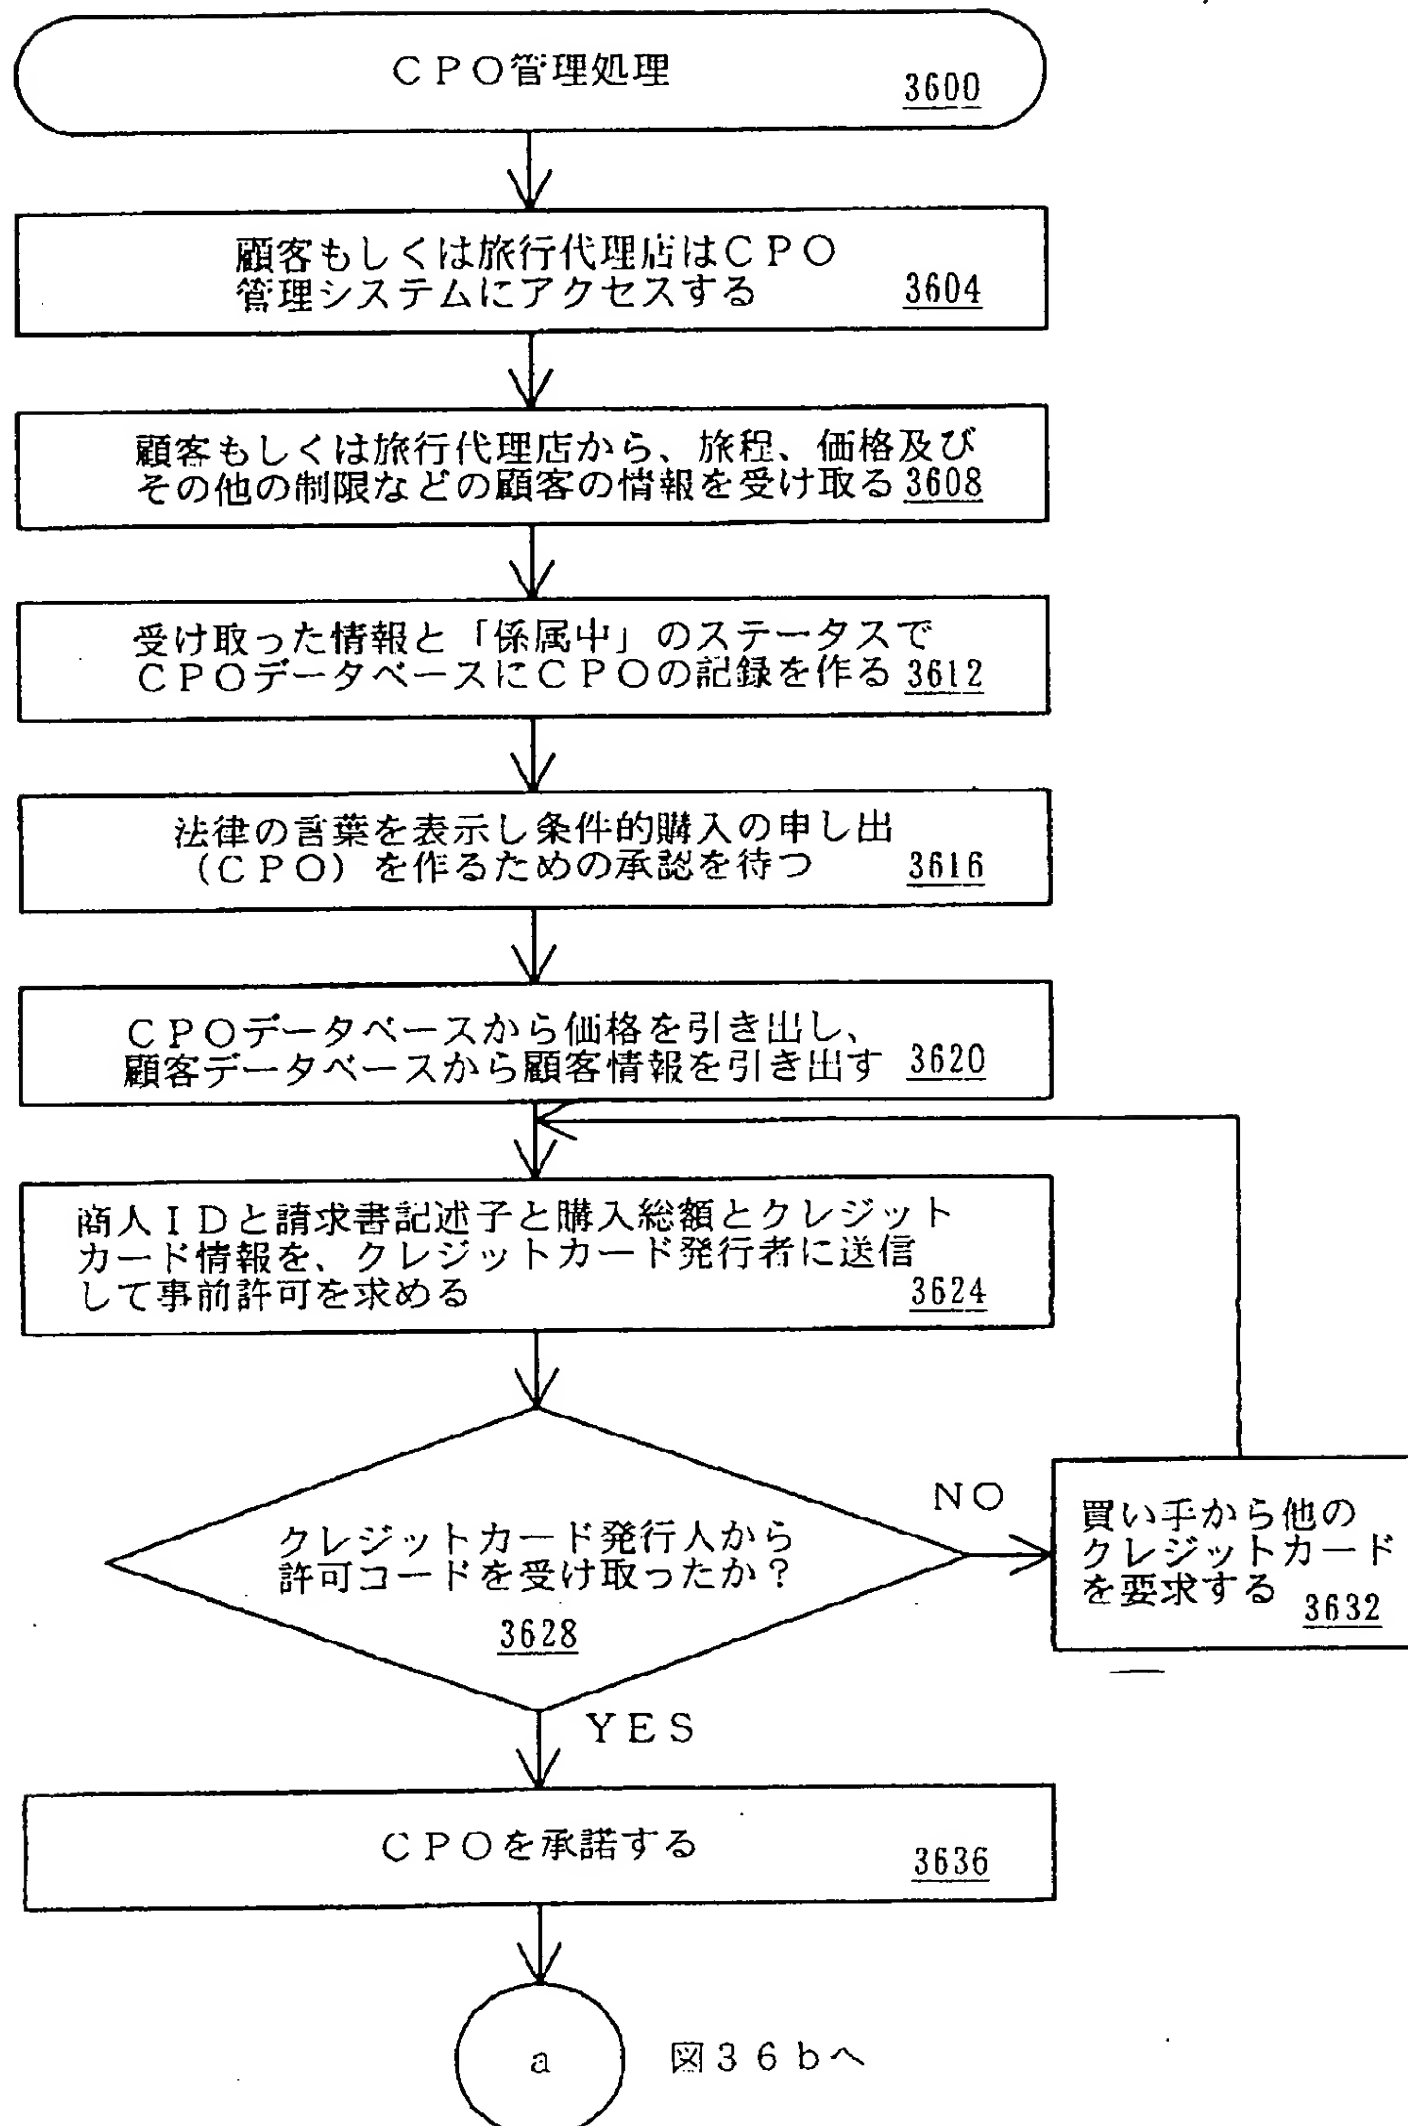 CPO管理処理
3600
顧客もしくは旅行代理店はCPO
管理システムにアクセスする
3604
顧客もしくは旅行代理店から、旅程、価格及び
その他の制限などの顧客の情報を受け取る 3608
受け取った情報と「係属中」のステータスで
CPOデータベースにCPOの記録を作る 3612
法律の言葉を表示し条件的購入の申し出
(CPO)を作るための承認を待つ
3616
CPOデータベースから価格を引き出し、
顧客データベースから顧客情報を引き出す 3620
商人IDと請求書記述子と購入総額とクレジット
カード情報を、クレジットカード発行者に送信
して事前許可を求める
3624
クレジットカード発行人から
許可コードを受け取ったか?
3628
NO
買い手から他の
クレジットカード
を要求する
3632
YES
CPOを承諾する
3636
a
図36bへ